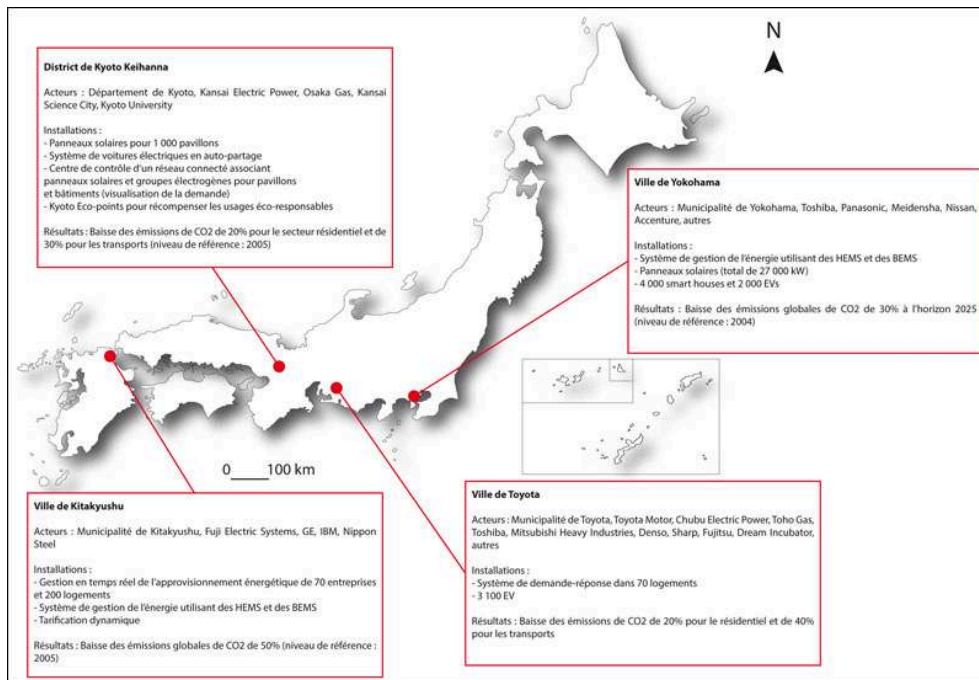 District de Kyoto Keihanna
Acteurs : Département de Kyoto, Kansai Electric Power, Osaka Gas, Kansai
Science City, Kyoto University
Installations :
- Panneaux solaires pour 1 000 pavillons
- Système de voitures électriques en auto-partage
- Centre de contrôle d'un réseau connecté associant
panneaux solaires et groupes électrogènes pour pavillons
et bâtiments (visualisation de la demande)
- Kyoto Eco-points pour récompenser les usages éco-responsables
Résultats : Baisse des émissions de CO2 de 20% pour le secteur résidentiel et de
30% pour les transports (niveau de référence : 2005)
N
Ville de Yokohama
Acteurs : Municipalité de Yokohama, Toshiba, Panasonic, Meidensha, Nissan,
Accenture, autres
Installations :
- Système de gestion de l'énergie utilisant des HEMS et des BEMS
- Panneaux solaires (total de 27 000 kW)
- 4 000 smart houses et 2 000 EVs
Résultats : Baisse des émissions globales de CO2 de 30% à l'horizon 2025
(niveau de référence : 2004)
0 100 km
Ville de Kitakyushu
Acteurs : Municipalité de Kitakyushu, Fuji Electric Systems, GE, IBM, Nippon
Steel
Installations :
- Gestion en temps réel de l'approvisionnement énergétique de 70 entreprises
et 200 logements
- Système de gestion de l'énergie utilisant des HEMS et des BEMS
- Tarification dynamique
Résultats : Baisse des émissions globales de CO2 de 50% (niveau de référence :
2005)
Ville de Toyota
Acteurs : Municipalité de Toyota, Toyota Motor, Chubu Electric Power, Toho Gas,
Toshiba, Mitsubishi Heavy Industries, Denso, Sharp, Fujitsu, Dream Incubator,
autres
Installations :
- Système de demande-réponse dans 70 logements
- 3 100 EV
Résultats : Baisse des émissions de CO2 de 20% pour le résidentiel et de 40%
pour les transports